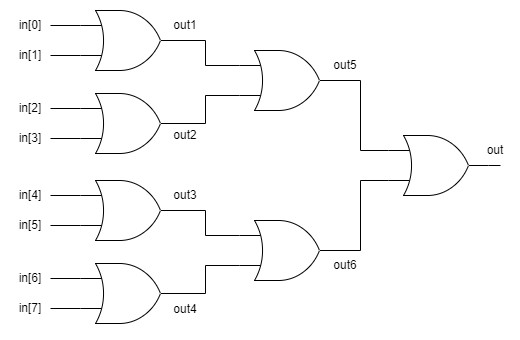 in[0]
out1
in[1]
out5
in[2]
in[3]
out2
out
in[4]
out3
in[5]
out6
in[6]
in[7]
out4